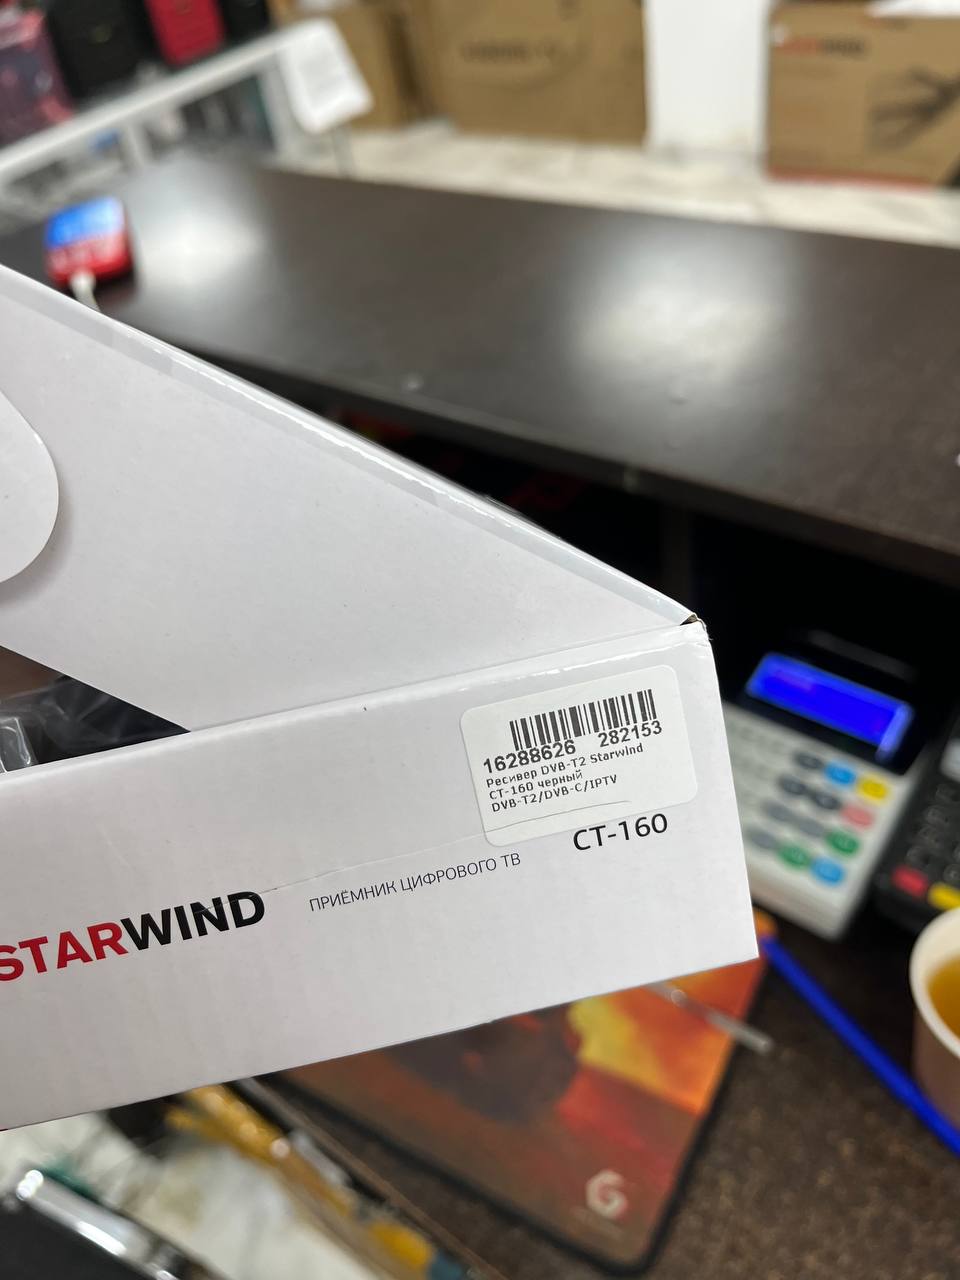 16288626 282153
Ресивер DVB-T2 Starwind
CT-160 черный
DVB-T2/DVB-C/IPTV
CT-160
ПРИЁМНИК ЦИФРОВОГО ТВ
STARWIND